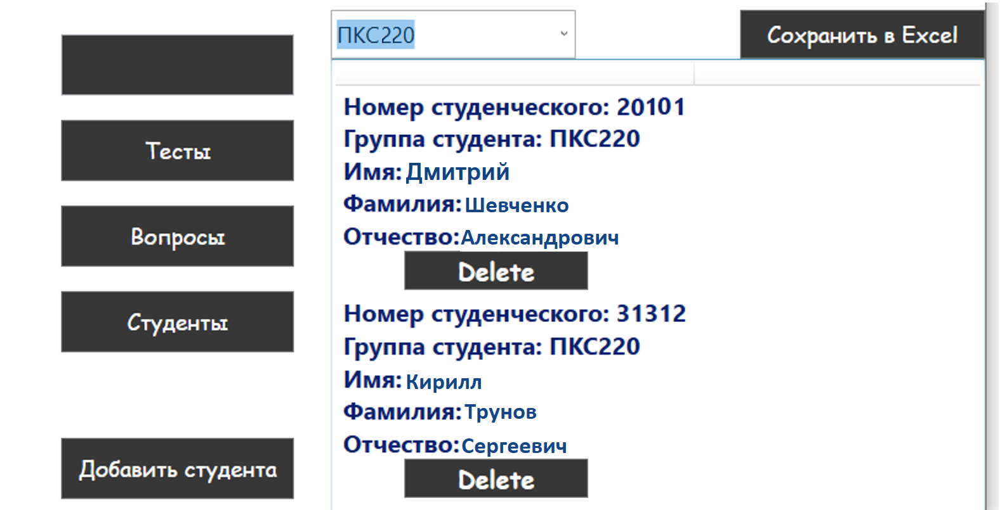 ПКС220
Сохранить в Excel
Тесты
Вопросы
Студенты
Добавить студента
Номер студенческого: 20101
Группа студента: ПКС220
Имя: Дмитрий
Фамилия: Шевченко
Отчество: Александрович
Delete
Номер студенческого: 31312
Группа студента: ПКС220
Имя: Кирилл
Фамилия: Трунов
Отчество: Сергеевич
Delete